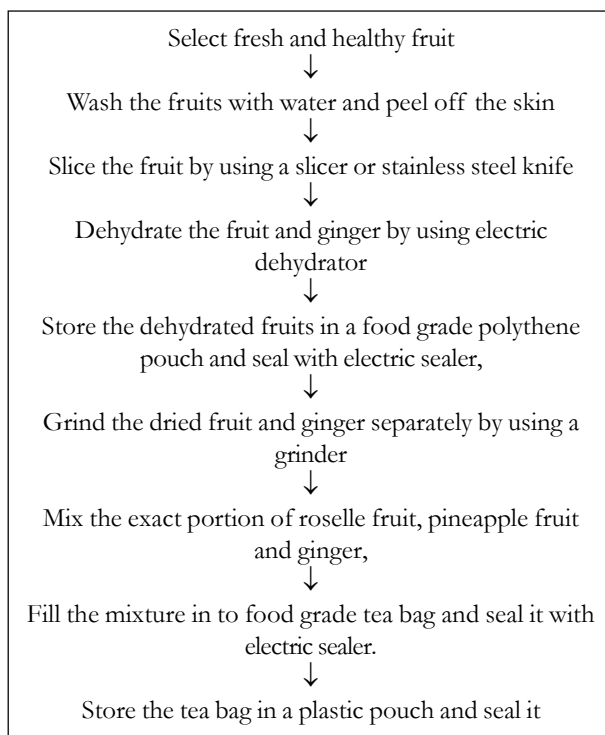 Select fresh and healthy fruit
↓
Wash the fruits with water and peel off the skin
↓
Slice the fruit by using a slicer or stainless steel knife
↓
Dehydrate the fruit and ginger by using electric
dehydrator
↓
Store the dehydrated fruits in a food grade polythene
pouch and seal with electric sealer,
↓
Grind the dried fruit and ginger separately by using a
grinder
↓
Mix the exact portion of roselle fruit, pineapple fruit
and ginger,
↓
Fill the mixture in to food grade tea bag and seal it with
electric sealer.
↓
Store the tea bag in a plastic pouch and seal it